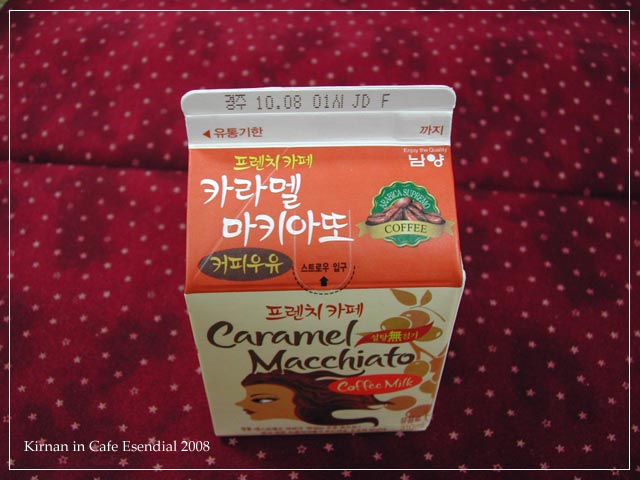 경주 10.08 01시 JD F
◀유통기한 까지
Enjoy the Quality
남양
프렌치카페
카라멜
마키아또
커피우유
ARABICA SUPREMO
COFFEE
스트로우 입구
프렌치카페
Caramel
Macchiato
설탕無첨가
Coffee Milk
Kirnan in Cafe Esendial 2008